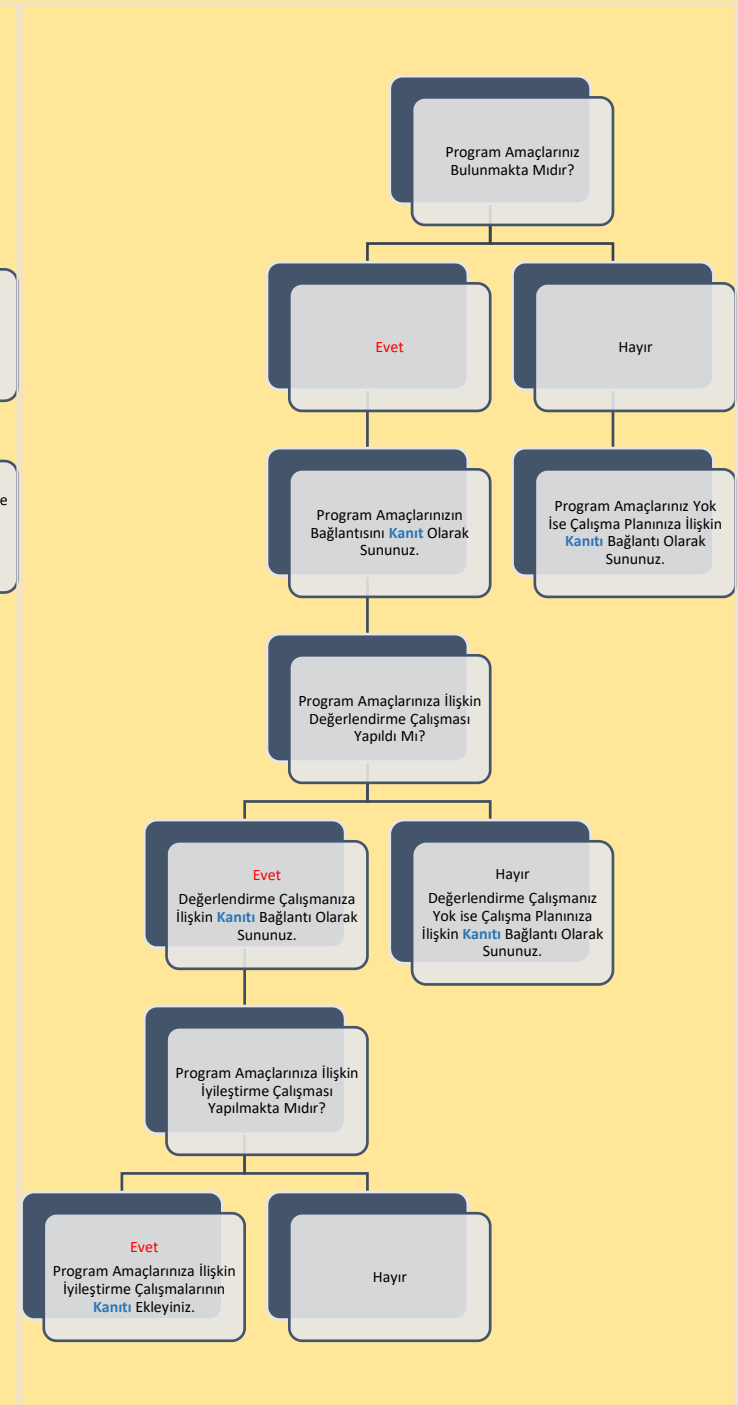 Program Amaçlarınız
Bulunmakta Mıdır?
Evet
Hayır
Program Amaçlarınızın
Bağlantısını Kanıt Olarak
Sununuz.
Program Amaçlarınız Yok
İse Çalışma Planınıza İlişkin
Kanıtı Bağlantı Olarak
Sununuz.
e
Program Amaçlarınıza İlişkin
Değerlendirme Çalışması
Yapıldı Mı?
Evet
Değerlendirme Çalışmanıza
İlişkin Kanıtı Bağlantı Olarak
Sununuz.
Hayır
Değerlendirme Çalışmanız
Yok ise Çalışma Planınıza
İlişkin Kanıtı Bağlantı Olarak
Sununuz.
Program Amaçlarınıza İlişkin
İyileştirme Çalışması
Yapılmakta Mıdır?
Evet
Program Amaçlarınıza İlişkin
İyileştirme Çalışmalarının
Kanıtı Ekleyiniz.
Hayır